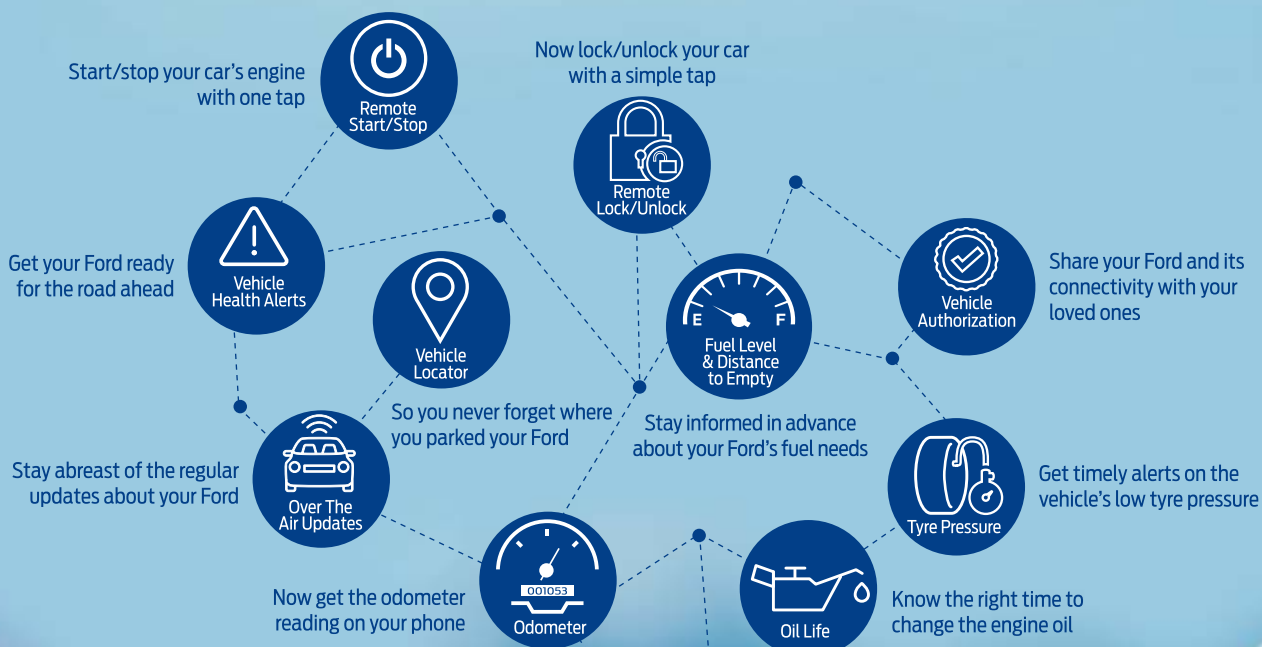 Start/stop your car's engine
with one tap
Remote
Start/Stop
Now lock/unlock your car
with a simple tap
Remote
Lock/Unlock
Get your Ford ready
for the road ahead
Vehicle
Health Alerts
Vehicle
Locator
So you never forget where
you parked your Ford
E
F
Fuel Level
& Distance
to Empty
Stay informed in advance
about your Ford's fuel needs
Vehicle
Authorization
Share your Ford and its
connectivity with your
loved ones
Stay abreast of the regular
updates about your Ford
Over The
Air Updates
Tyre Pressure
Get timely alerts on the
vehicle's low tyre pressure
Now get the odometer
reading on your phone
001053
Odometer
Oil Life
Know the right time to
change the engine oil